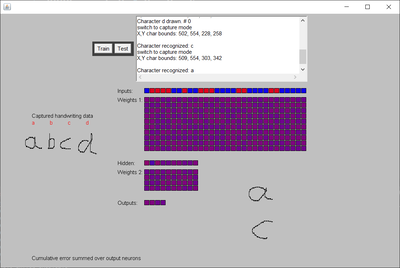 Character d drawn. # 0
switch to capture mode
X,Y char bounds: 502, 554, 228, 258
Character recognized: c
switch to capture mode
X,Y char bounds: 509, 554, 303, 342
Character recognized: a
Train Test
Inputs:
Weights 1
Captured handwriting data
a b c d
a b c d
Hidden:
Weights 2
Outputs:
a
c
Cumulative error summed over output neurons